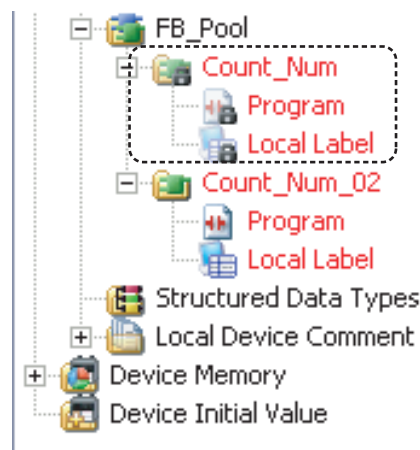 FB_Pool
Count_Num
Program
Local Label
Count_Num_02
Program
Local Label
Structured Data Types
Local Device Comment
Device Memory
Device Initial Value